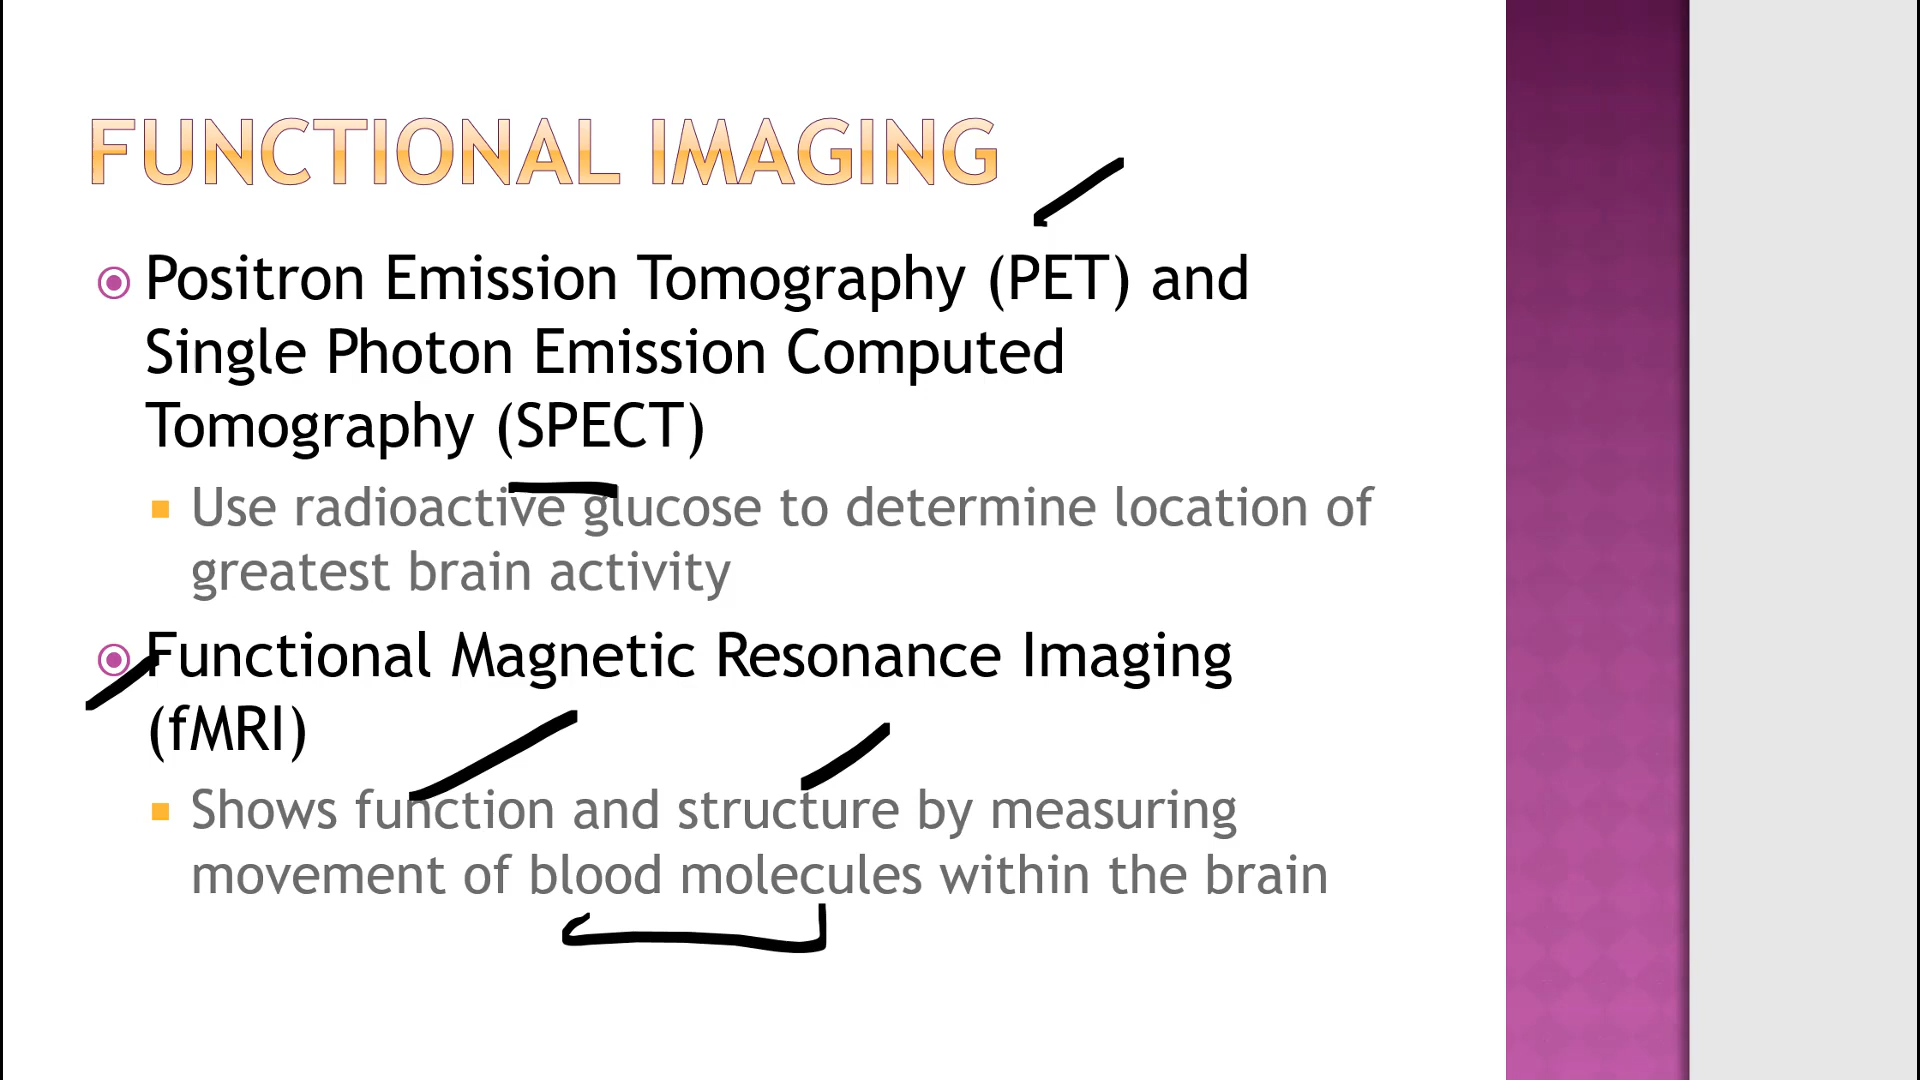 FUNCTIONAL IMAGING
Positron Emission Tomography (PET) and
Single Photon Emission Computed
Tomography (SPECT)
Use radioactive glucose to determine location of
greatest brain activity
Functional Magnetic Resonance Imaging
(fMRI)
Shows function and structure by measuring
movement of blood molecules within the brain